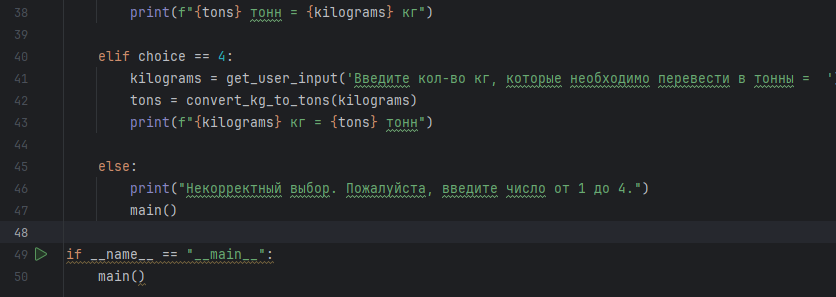 38 print(f"{tons} тонн = {kilograms} кг")
39
40 elif choice == 4:
41 kilograms = get_user_input('Введите кол-во кг, которые необходимо перевести в тонны =  ')
42 tons = convert_kg_to_tons(kilograms)
43 print(f"{kilograms} кг = {tons} тонн")
44
45 else:
46 print("Некорректный выбор. Пожалуйста, введите число от 1 до 4.")
47 main()
48
49 if __name__ == "__main__":
50 main()